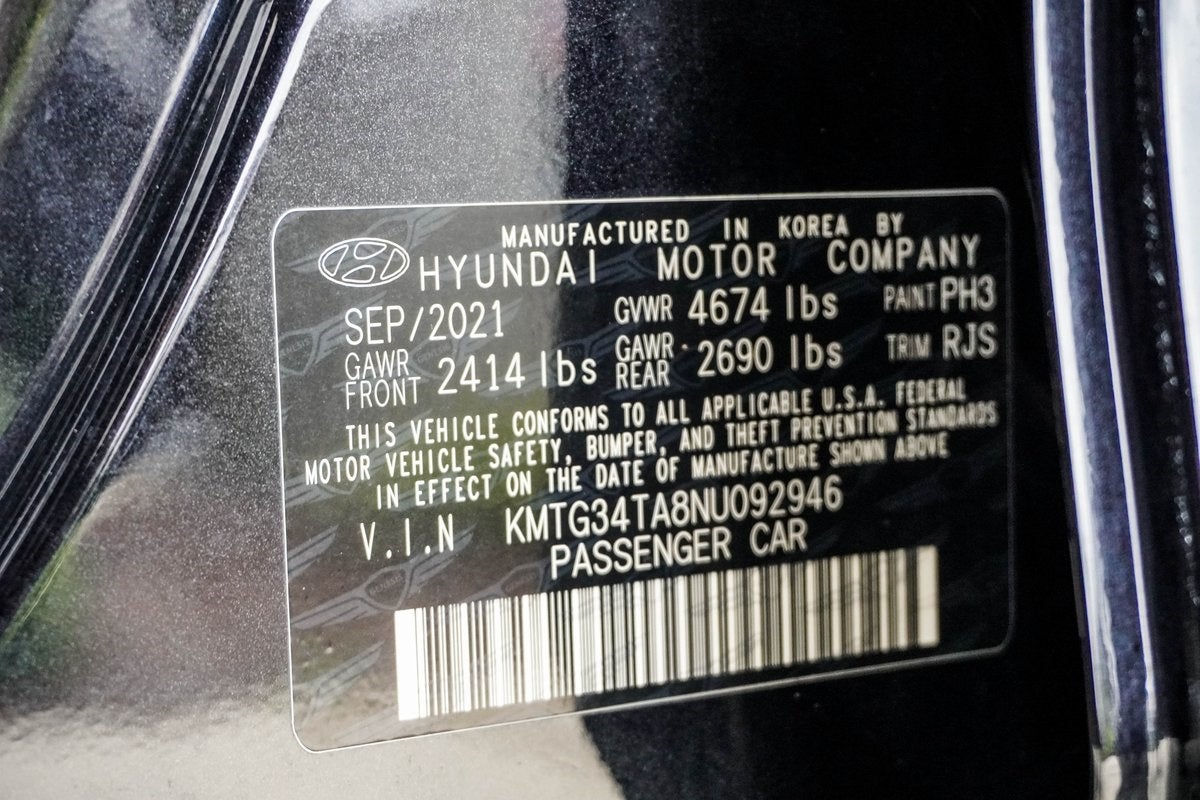 MANUFACTURED IN KOREA BY
HYUNDAI MOTOR COMPANY
SEP/2021 GVWR 4674 lbs PAINT PH3
GAWR FRONT 2414 lbs GAWR REAR 2690 lbs TRIM RJS
THIS VEHICLE CONFORMS TO ALL APPLICABLE U.S.A. FEDERAL
MOTOR VEHICLE SAFETY, BUMPER, AND THEFT PREVENTION STANDARDS
IN EFFECT ON THE DATE OF MANUFACTURE SHOWN ABOVE
V.I.N KMTG34TA8NU092946
PASSENGER CAR